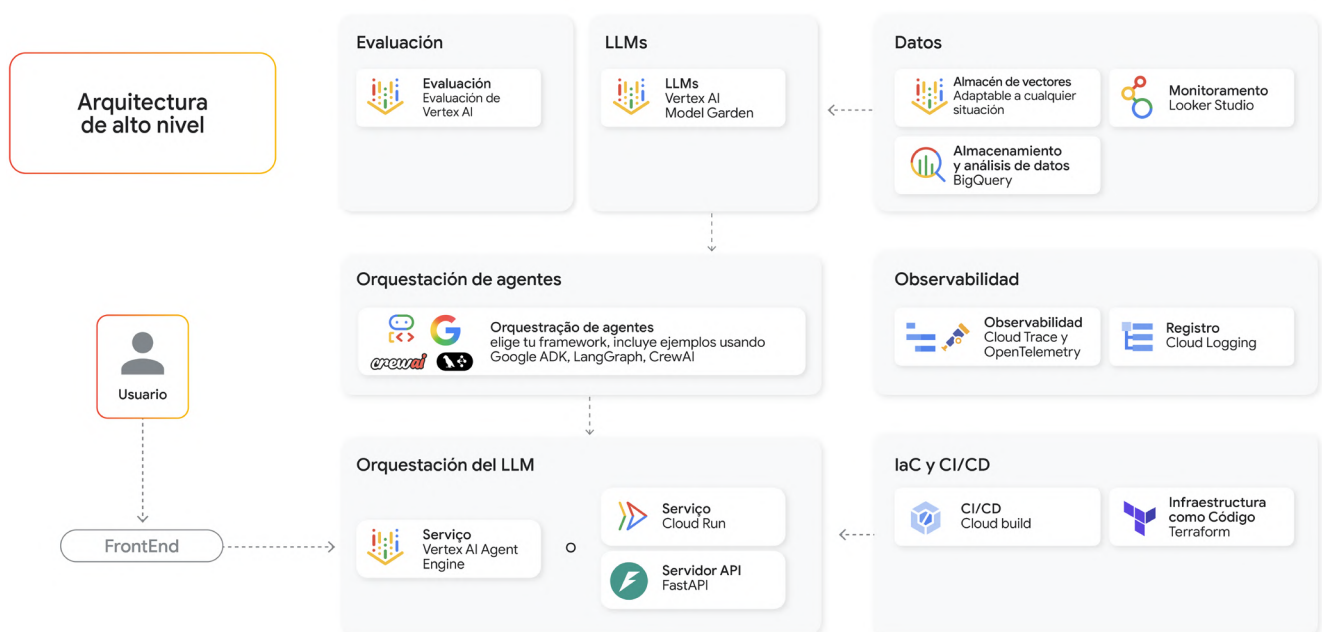 Arquitectura
de alto nivel
Evaluación
Evaluación
Evaluación de
Vertex AI
LLMs
LLMs
Vertex AI
Model Garden
Datos
Almacén de vectores
Adaptable a cualquier
situación
Monitoramento
Looker Studio
Almacenamiento
y análisis de datos
BigQuery
Orquestación de agentes
crewai
Orquestração de agentes
elige tu framework, incluye ejemplos usando
Google ADK, LangGraph, CrewAI
Observabilidad
Observabilidad
Cloud Trace y
OpenTelemetry
Registro
Cloud Logging
Usuario
FrontEnd
Orquestación del LLM
Serviço
Vertex AI Agent
Engine
o
Serviço
Cloud Run
Servidor API
FastAPI
IaC y CI/CD
CI/CD
Cloud build
Infraestructura
como Código
Terraform